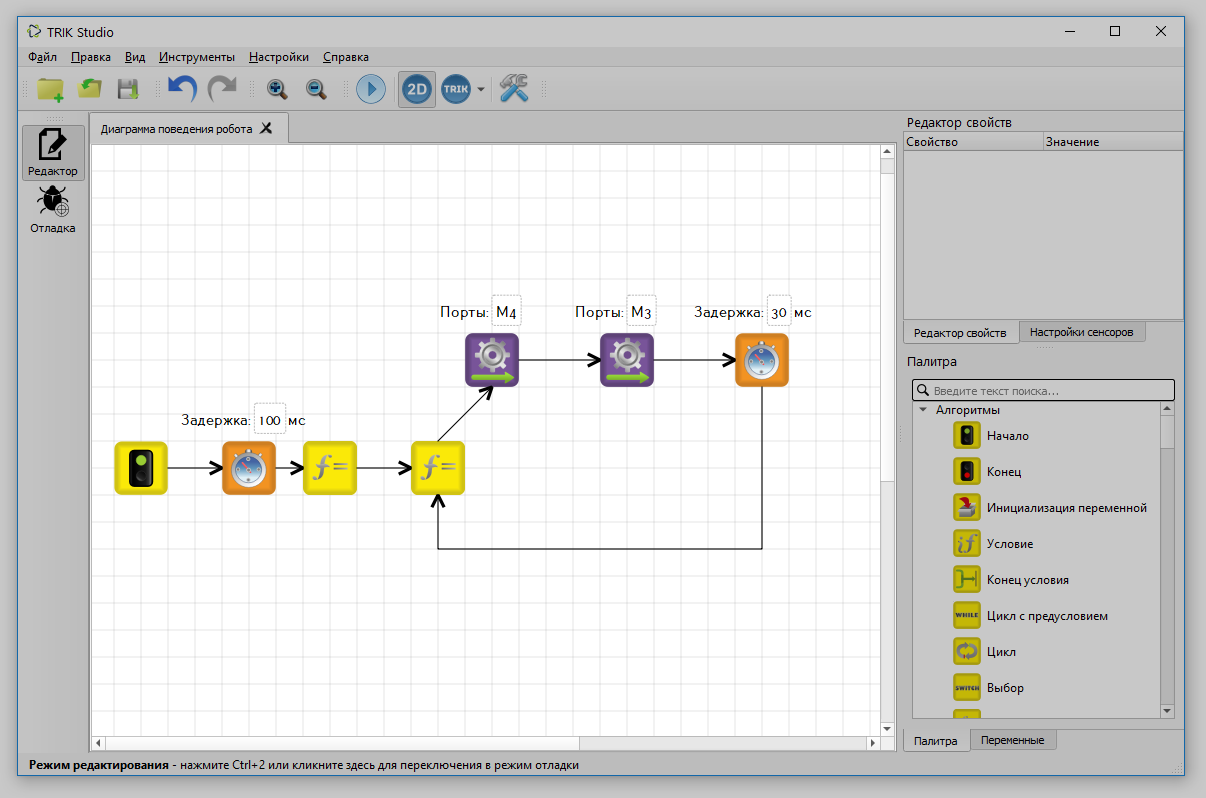 TRIK Studio
Файл Правка Вид Инструменты Настройки Справка
2D TRIK
Диаграмма поведения робота
Редактор
Отладка
Порты: M4 Порты: M3 Задержка: 30 мс
Задержка: 100 мс
f= f=
Редактор свойств
Свойство Значение
Редактор свойств Настройки сенсоров
Палитра
Введите текст поиска...
Алгоритмы
Начало
Конец
Инициализация переменной
if Условие
Конец условия
WHILE Цикл с предусловием
Цикл
SWITCH Выбор
Палитра Переменные
Режим редактирования - нажмите Ctrl+2 или кликните здесь для переключения в режим отладки